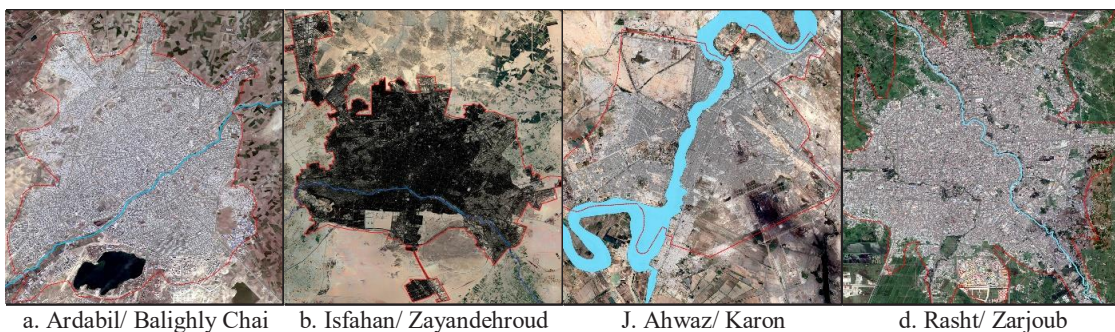 a. Ardabil/ Balighly Chai b. Isfahan/ Zayandehroud J. Ahwaz/ Karon d. Rasht/ Zarjoub